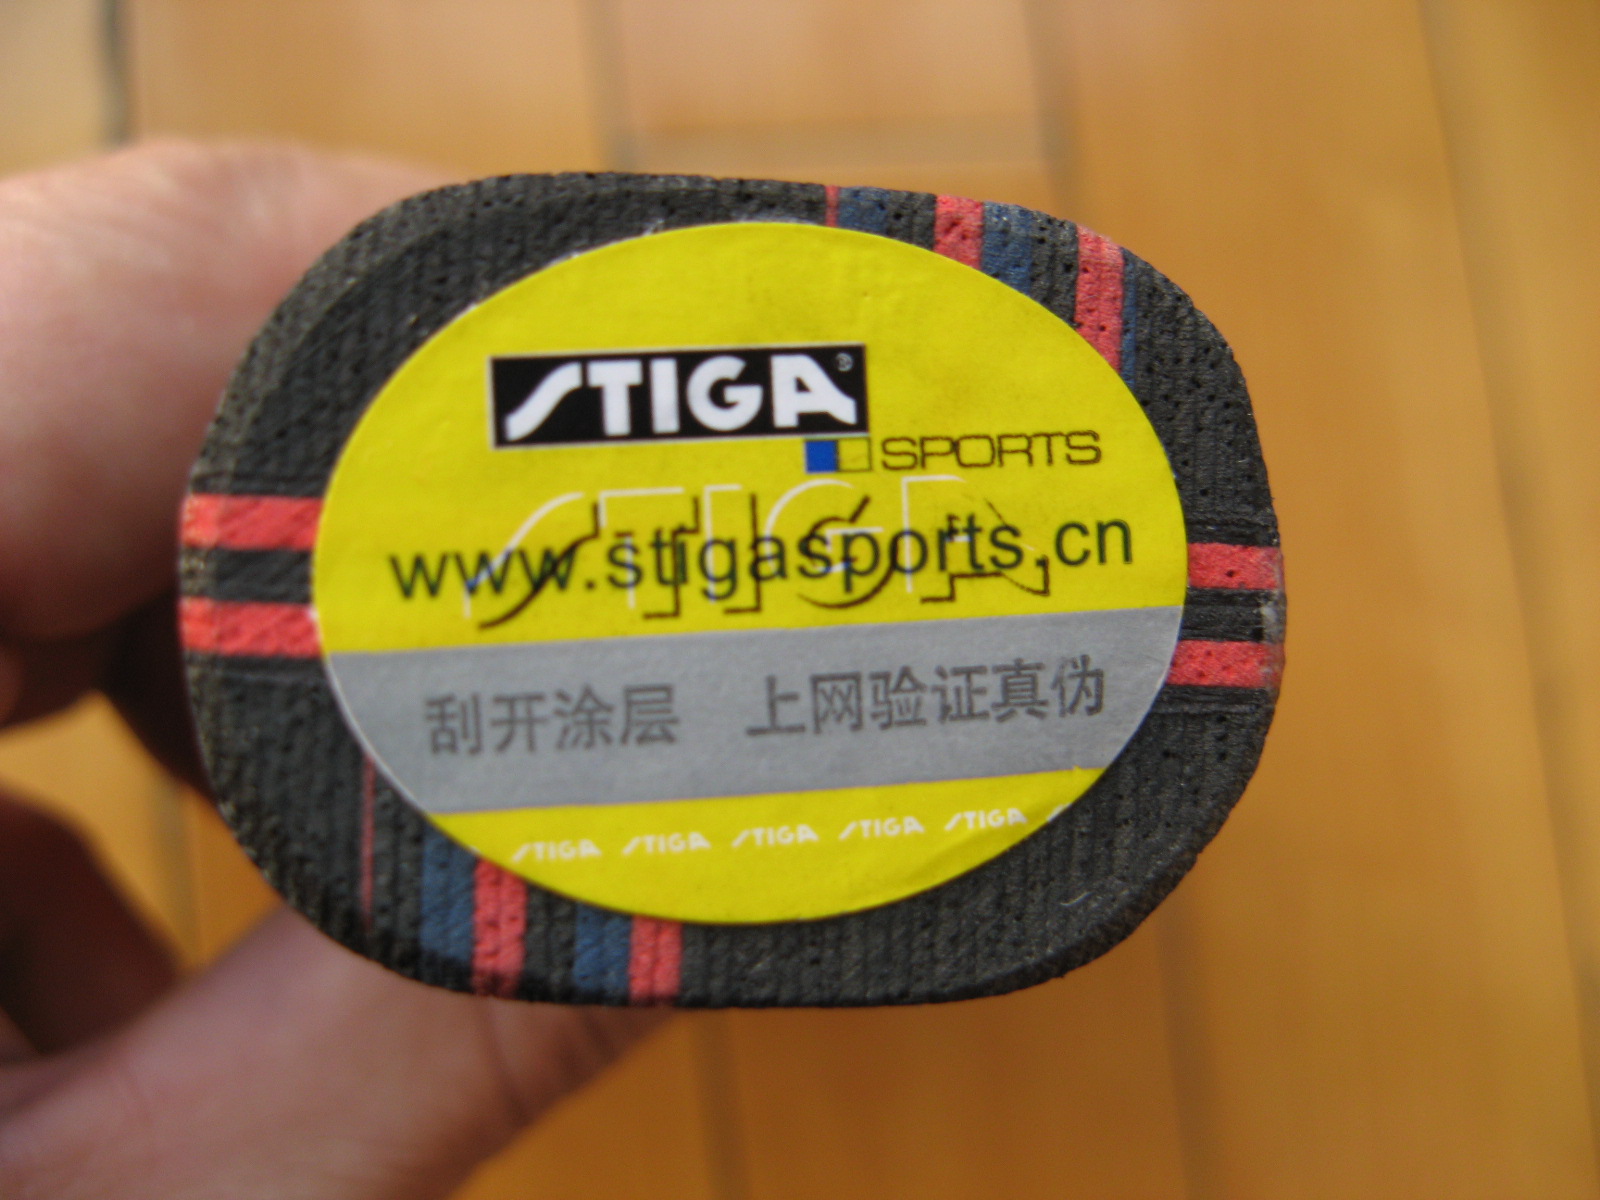 STIGA®
SPORTS
STIGA
www.stigasports.cn
刮开涂层 上网验证真伪
STIGA STIGA STIGA STIGA STIGA